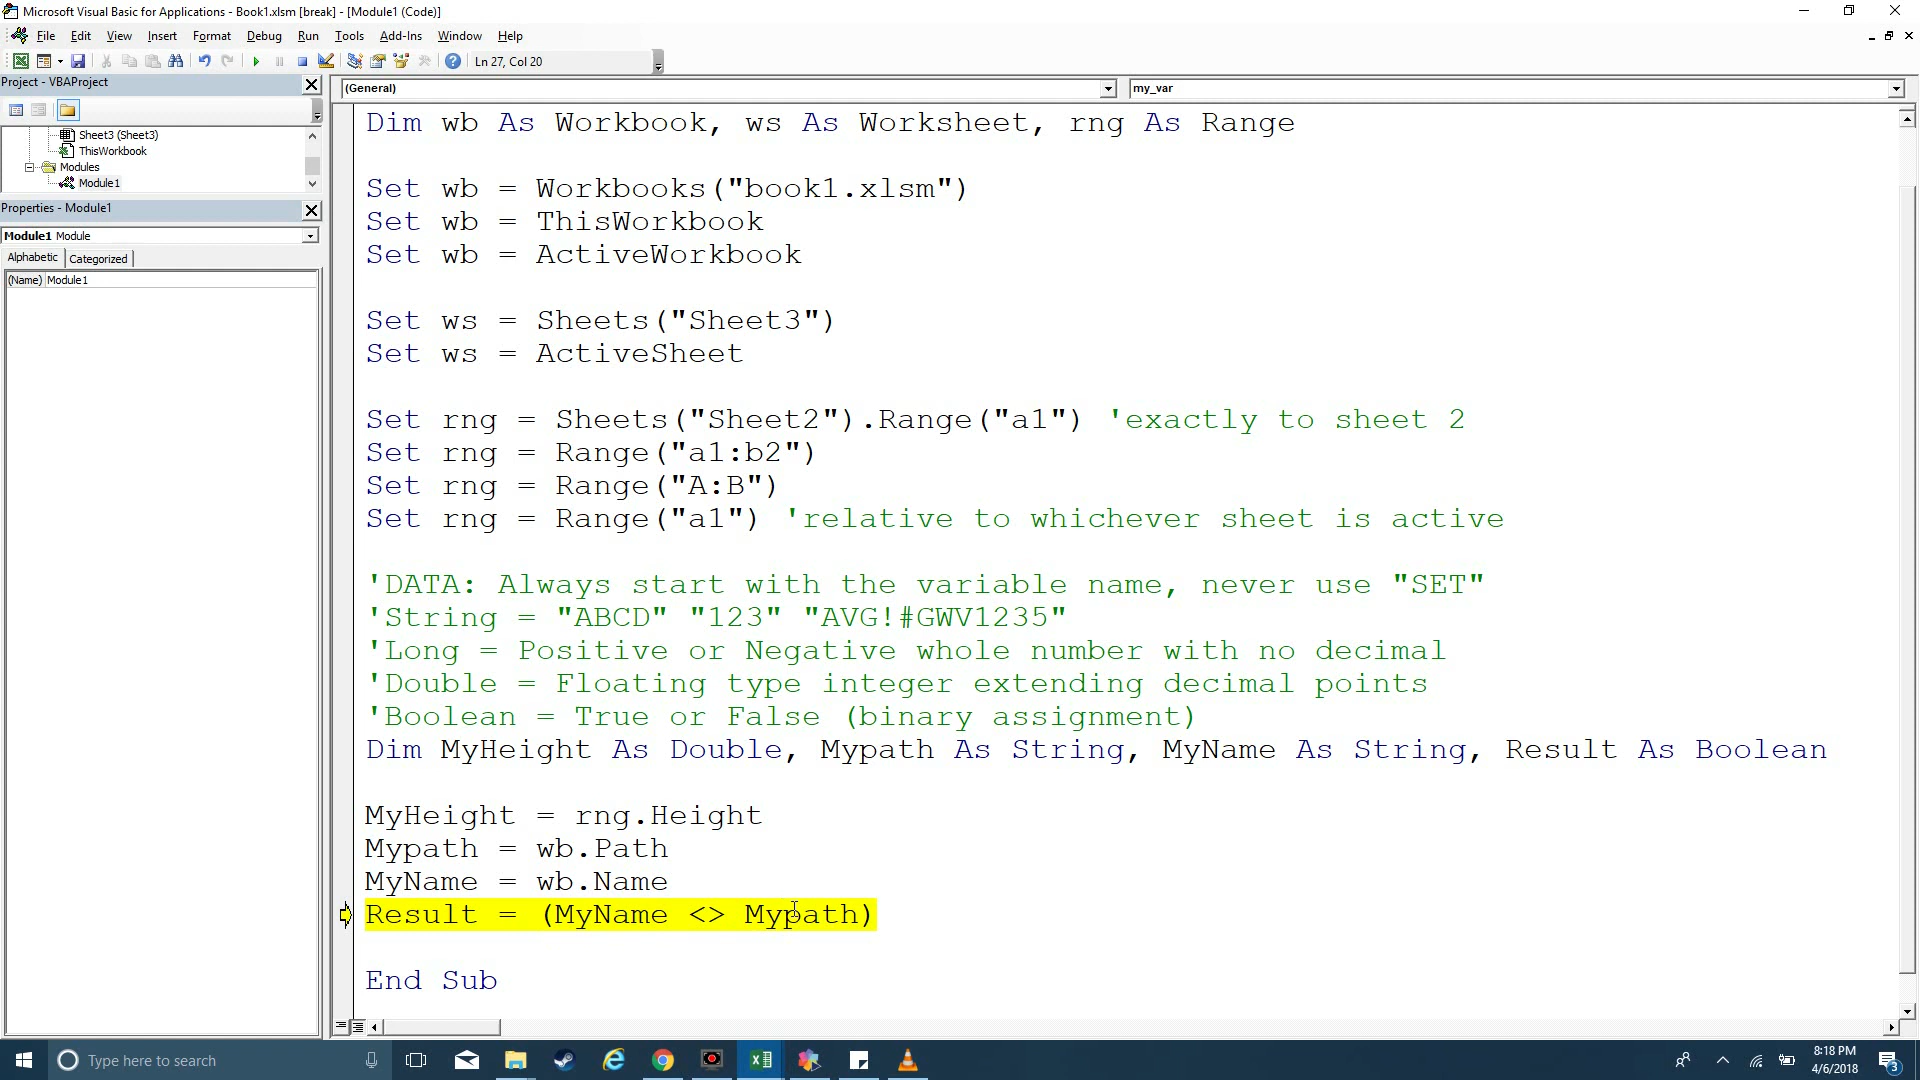 Microsoft Visual Basic for Applications - Book1.xlsm [break] - [Module1 (Code)]
File Edit View Insert Format Debug Run Tools Add-Ins Window Help
Ln 27, Col 20
Project - VBAProject
(General)
my_var
Sheet3 (Sheet3)
ThisWorkbook
Modules
Module1
Properties - Module1
Module1 Module
Alphabetic Categorized
(Name) Module1
Dim wb As Workbook, ws As Worksheet, rng As Range
Set wb = Workbooks("book1.xlsm")
Set wb = ThisWorkbook
Set wb = ActiveWorkbook
Set ws = Sheets("Sheet3")
Set ws = ActiveSheet
Set rng = Sheets("Sheet2").Range("a1") 'exactly to sheet 2
Set rng = Range("a1:b2")
Set rng = Range("A:B")
Set rng = Range("a1") 'relative to whichever sheet is active
'DATA: Always start with the variable name, never use "SET"
'String = "ABCD" "123" "AVG!#GWV1235"
'Long = Positive or Negative whole number with no decimal
'Double = Floating type integer extending decimal points
'Boolean = True or False (binary assignment)
Dim MyHeight As Double, Mypath As String, MyName As String, Result As Boolean
MyHeight = rng.Height
Mypath = wb.Path
MyName = wb.Name
Result = (MyName <> Mypath)
End Sub
Type here to search
8:18 PM
4/6/2018
3